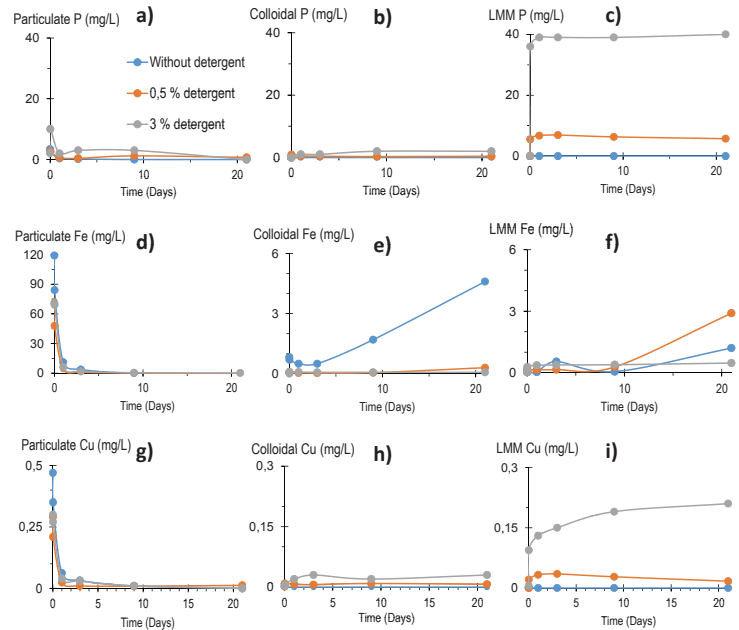 Particulate P (mg/L)
a)
40
20
0
0
10
20
Time (Days)
Without detergent
0,5 % detergent
3 % detergent
Colloidal P (mg/L)
b)
40
20
0
0
10
20
Time (Days)
LMM P (mg/L)
c)
40
20
0
0
10
20
Time (Days)
Particulate Fe (mg/L)
d)
120
90
60
30
0
0
10
20
Time (Days)
Colloidal Fe (mg/L)
e)
6
3
0
0
10
20
Time (Days)
LMM Fe (mg/L)
f)
6
3
0
0
10
20
Time (Days)
Particulate Cu (mg/L)
g)
0,5
0,25
0
0
5
10
15
20
Time (Days)
Colloidal Cu (mg/L)
h)
0,3
0,15
0
0
5
10
15
20
Time (Days)
LMM Cu (mg/L)
i)
0,3
0,15
0
0
5
10
15
20
Time (Days)